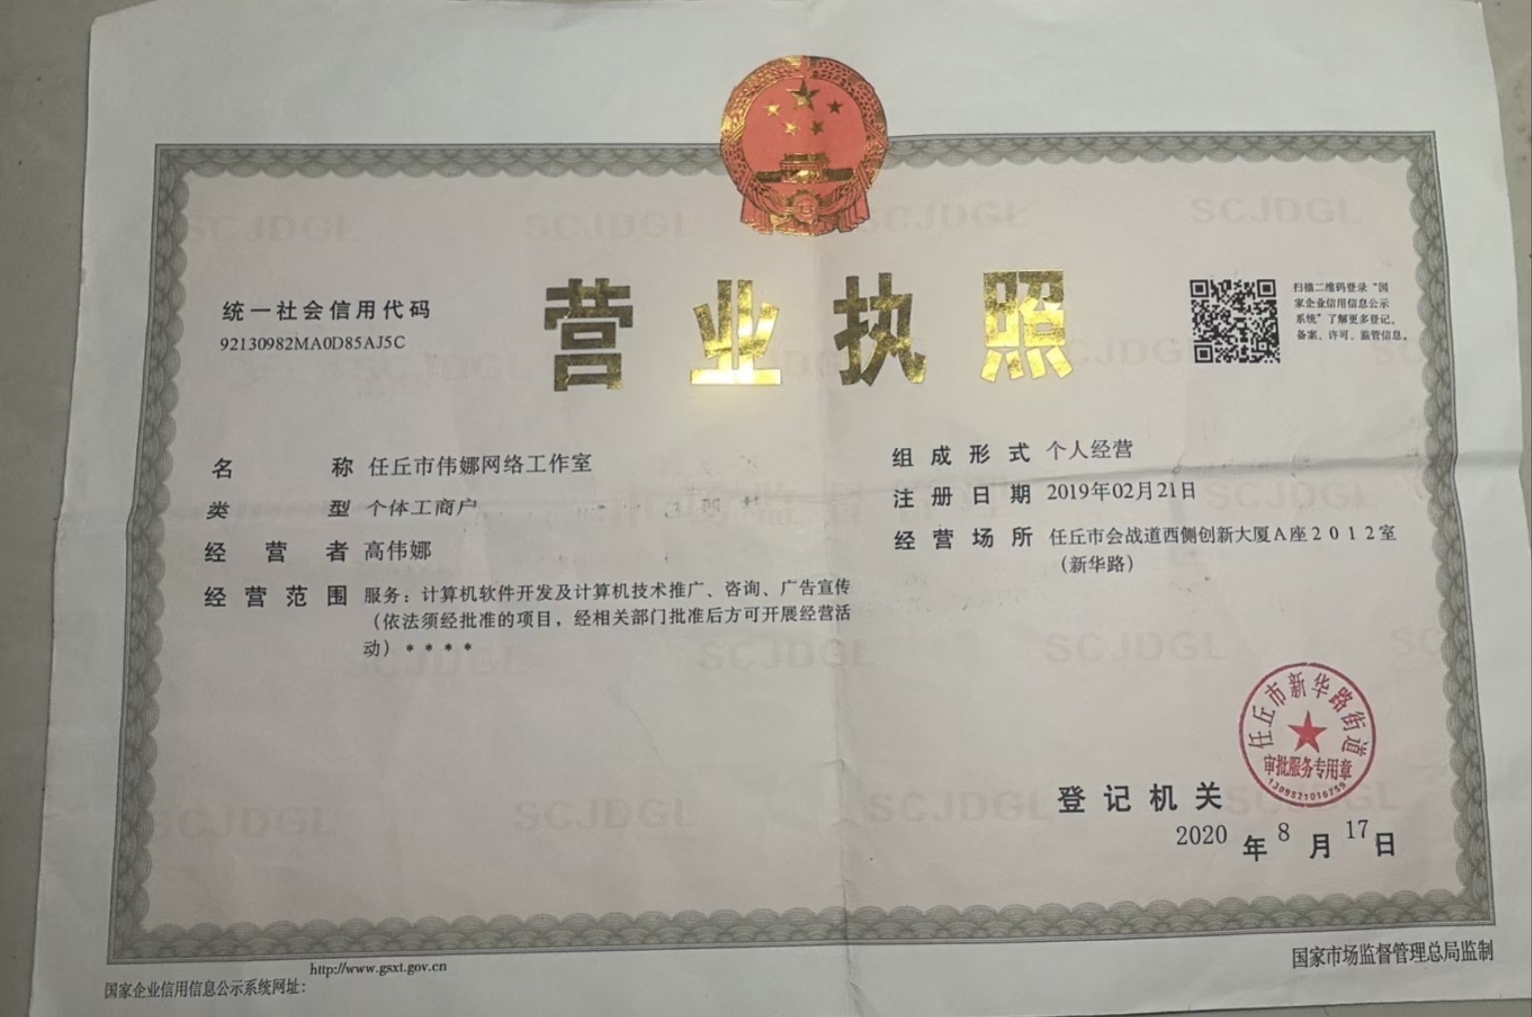 营业执照
统一社会信用代码
92130982MA0D85AJ5C
扫描二维码登录“国
家企业信用信息公示
系统”了解更多登记、
备案、许可、监管信息。
名称 任丘市伟娜网络工作室
类型 个体工商户
经营者 高伟娜
经营范围 服务：计算机软件开发及计算机技术推广、咨询、广告宣传
（依法须经批准的项目，经相关部门批准后方可开展经营活
动）****
组成形式 个人经营
注册日期 2019年02月21日
经营场所 任丘市会战道西侧创新大厦A座2012室
（新华路）
任丘市新华路街道
审批服务专用章
登记机关
2020年8月17日
http://www.gsxt.gov.cn
国家企业信用信息公示系统网址：
国家市场监督管理总局监制
SCJDGL